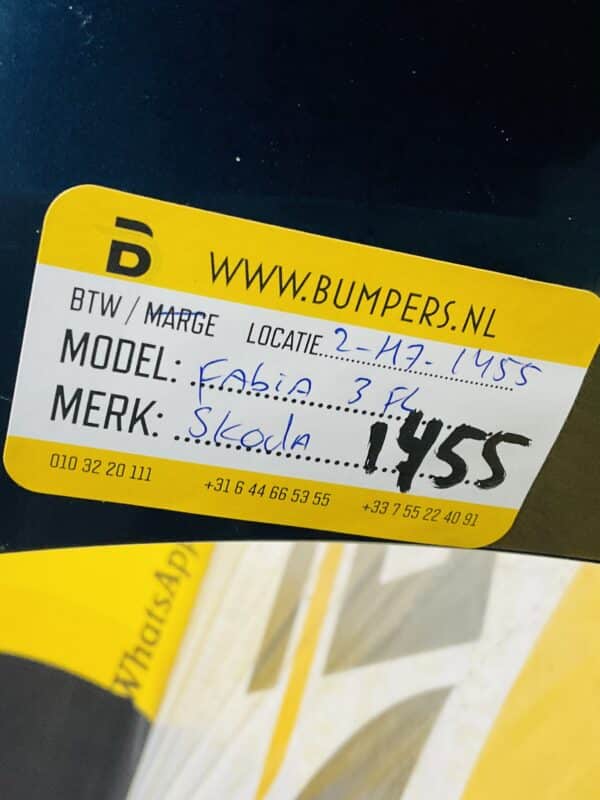 B WWW.BUMPERS.NL
BTW / MARGE LOCATIE 2-H7-1455
MODEL: FAbiA 3 FL
MERK: Skoda 1455
010 32 20 111 +31 6 44 66 53 55 +33 7 55 22 40 91
WhatsApp